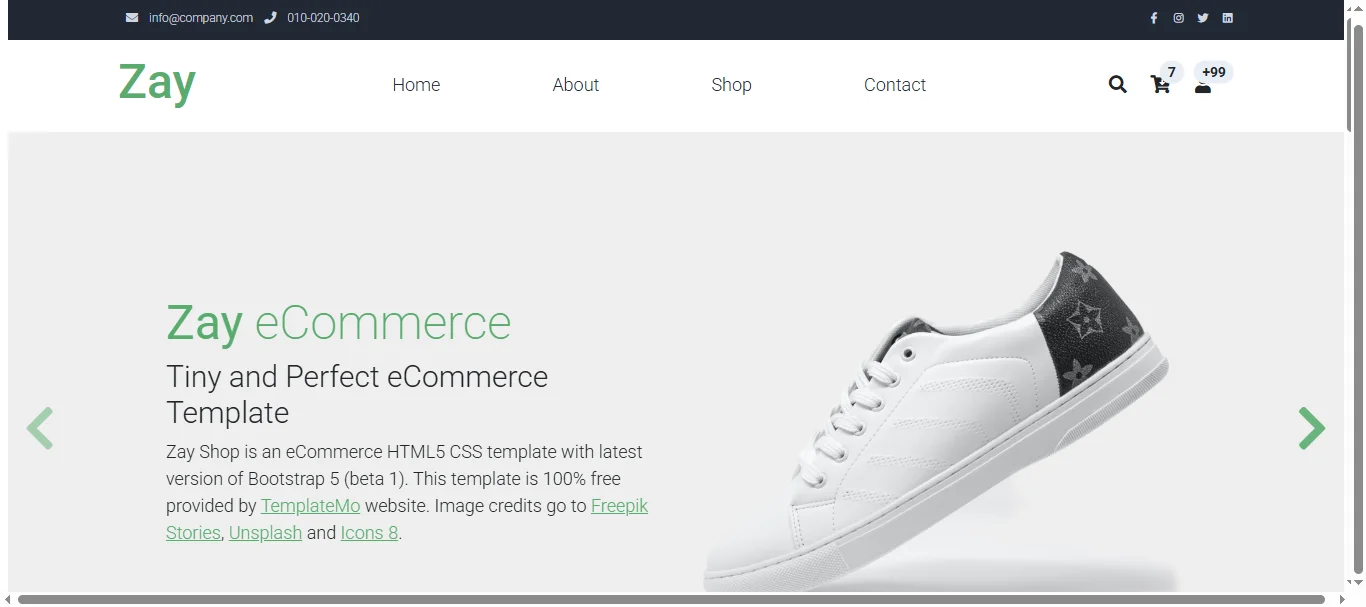 info@company.com 010-020-0340
Zay Home About Shop Contact 7 +99
Zay eCommerce
Tiny and Perfect eCommerce
Template
Zay Shop is an eCommerce HTML5 CSS template with latest
version of Bootstrap 5 (beta 1). This template is 100% free
provided by TemplateMo website. Image credits go to Freepik
Stories, Unsplash and Icons 8.